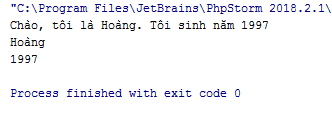 "C:\Program Files\JetBrains\PhpStorm 2018.2.1\
Chào, tôi là Hoàng. Tôi sinh năm 1997
Hoàng
1997
Process finished with exit code 0